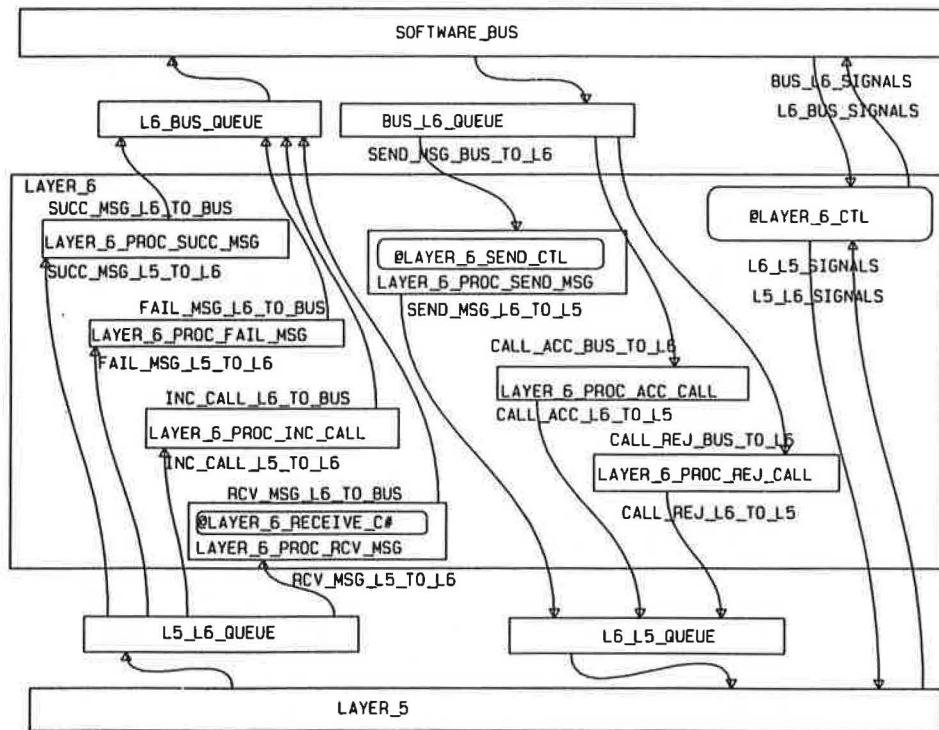 SOFTWARE_BUS
BUS_L6_SIGNALS
L6_BUS_SIGNALS
L6_BUS_QUEUE
BUS_L6_QUEUE
SEND_MSG_BUS_TO_L6
LAYER_6
SUCC_MSG_L6_TO_BUS
LAYER_6_PROC_SUCC_MSG
SUCC_MSG_L5_TO_L6
@LAYER_6_SEND_CTL
LAYER_6_PROC_SEND_MSG
SEND_MSG_L6_TO_L5
@LAYER_6_CTL
L6_L5_SIGNALS
L5_L6_SIGNALS
FAIL_MSG_L6_TO_BUS
LAYER_6_PROC_FAIL_MSG
FAIL_MSG_L5_TO_L6
CALL_ACC_BUS_TO_L6
LAYER_6_PROC_ACC_CALL
CALL_ACC_L6_TO_L5
INC_CALL_L6_TO_BUS
LAYER_6_PROC_INC_CALL
INC_CALL_L5_TO_L6
CALL_REJ_BUS_TO_L6
LAYER_6_PROC_REJ_CALL
CALL_REJ_L6_TO_L5
RCV_MSG_L6_TO_BUS
@LAYER_6_RECEIVE_C#
LAYER_6_PROC_RCV_MSG
RCV_MSG_L5_TO_L6
L5_L6_QUEUE
L6_L5_QUEUE
LAYER_5